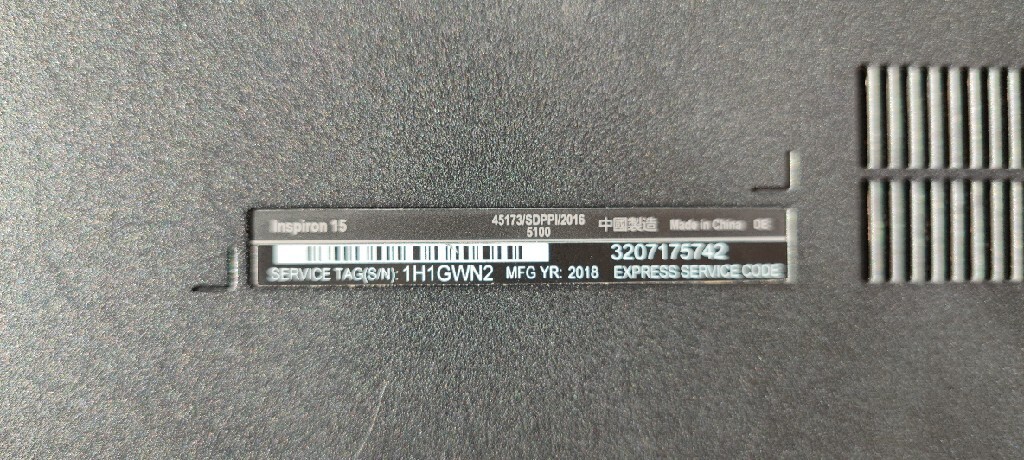 Inspiron 15
45173/SDPPI/2016
5100
中國製造 Made in China DE
3207175742
SERVICE TAG(S/N): 1H1GWN2 MFG YR: 2018 EXPRESS SERVICE CODE